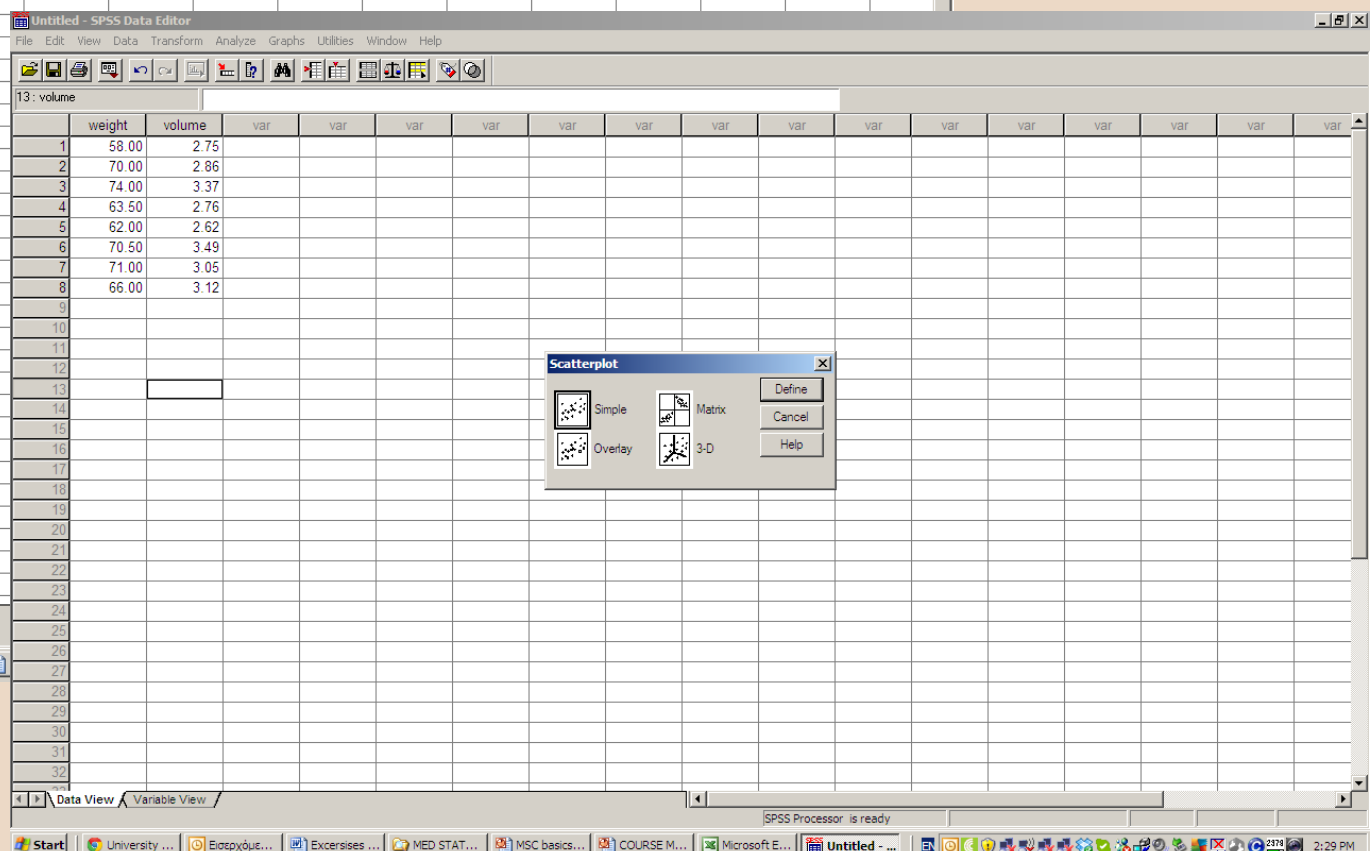 Untitled - SPSS Data Editor
File Edit View Data Transform Analyze Graphs Utilities Window Help
13 : volume
weight volume var var var var var var var var var var var var var var var
1 58.00 2.75
2 70.00 2.86
3 74.00 3.37
4 63.50 2.76
5 62.00 2.62
6 70.50 3.49
7 71.00 3.05
8 66.00 3.12
9
10
11
12
Scatterplot
13
Define
14
Simple Matrix
Cancel
15
16
Overlay 3-D
Help
17
18
19
20
21
22
23
24
25
26
27
28
29
30
31
32
Data View Variable View
SPSS Processor is ready
Start University ... Εισερχόμε... Excersises ... MED STAT... MSC basics... COURSE M... Microsoft E... Untitled - ... EN 2378 2:29 PM